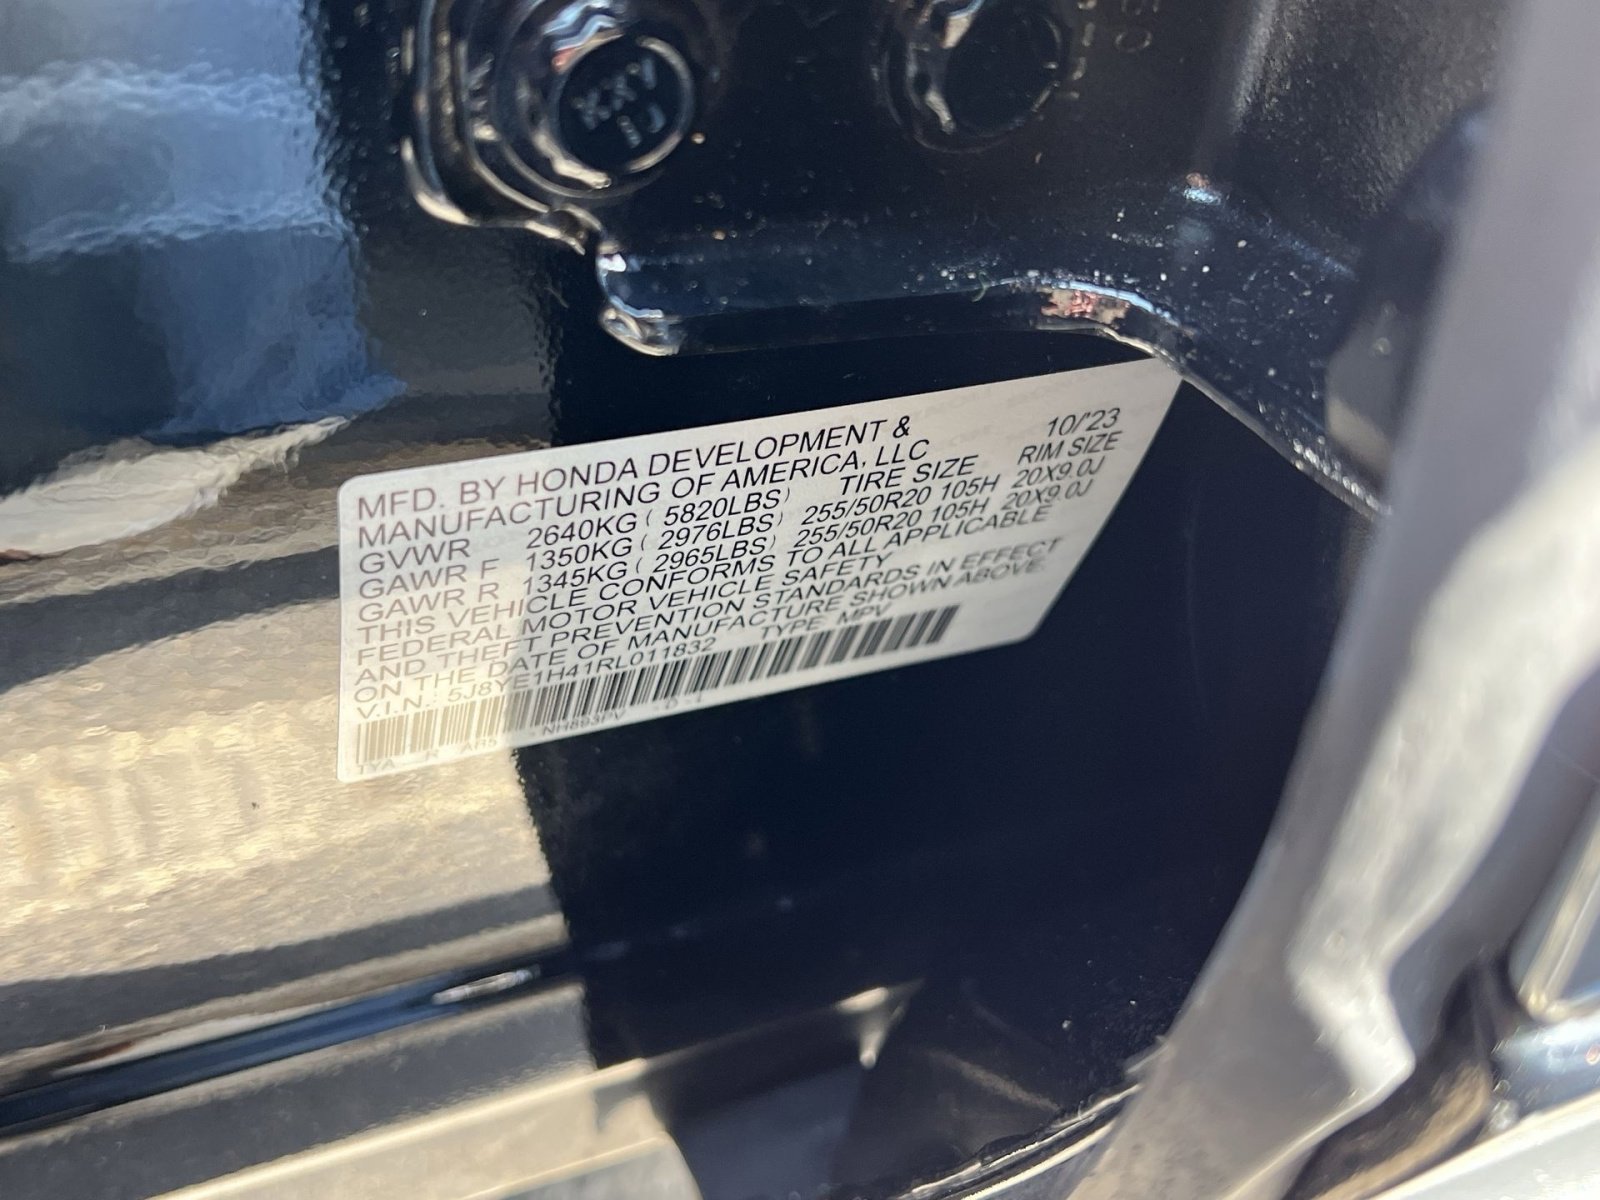 MFD. BY HONDA DEVELOPMENT & 10/'23
MANUFACTURING OF AMERICA, LLC
TIRE SIZE RIM SIZE
GVWR 2640KG ( 5820LBS)
GAWR F 1350KG ( 2976LBS) 255/50R20 105H 20X9.0J
GAWR R 1345KG ( 2965LBS) 255/50R20 105H 20X9.0J
THIS VEHICLE CONFORMS TO ALL APPLICABLE
FEDERAL MOTOR VEHICLE SAFETY
AND THEFT PREVENTION STANDARDS IN EFFECT
ON THE DATE OF MANUFACTURE SHOWN ABOVE.
V.I.N.: 5J8YE1H41RL011832 TYPE: MPV
TYA R AR5 NH893PV